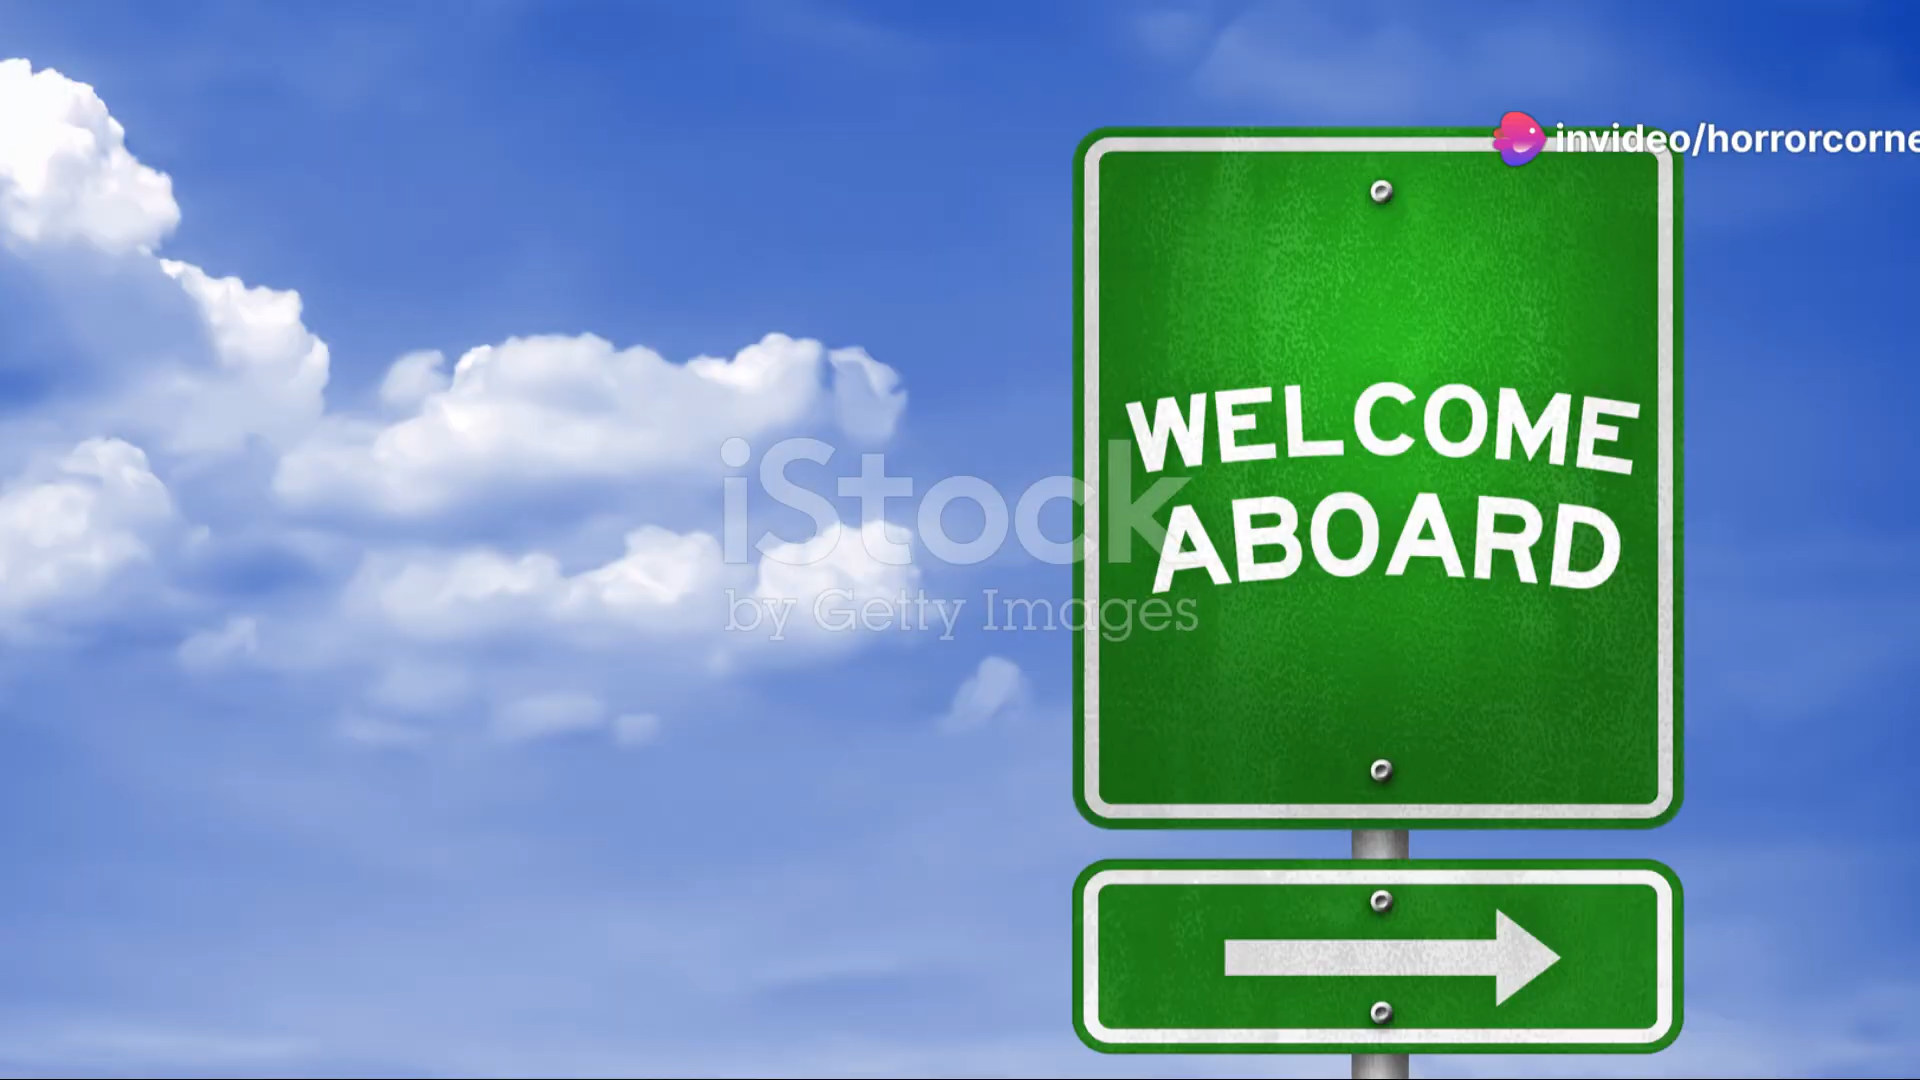 invideo/horrorcorne
WELCOME
ABOARD
iStock
by Getty Images